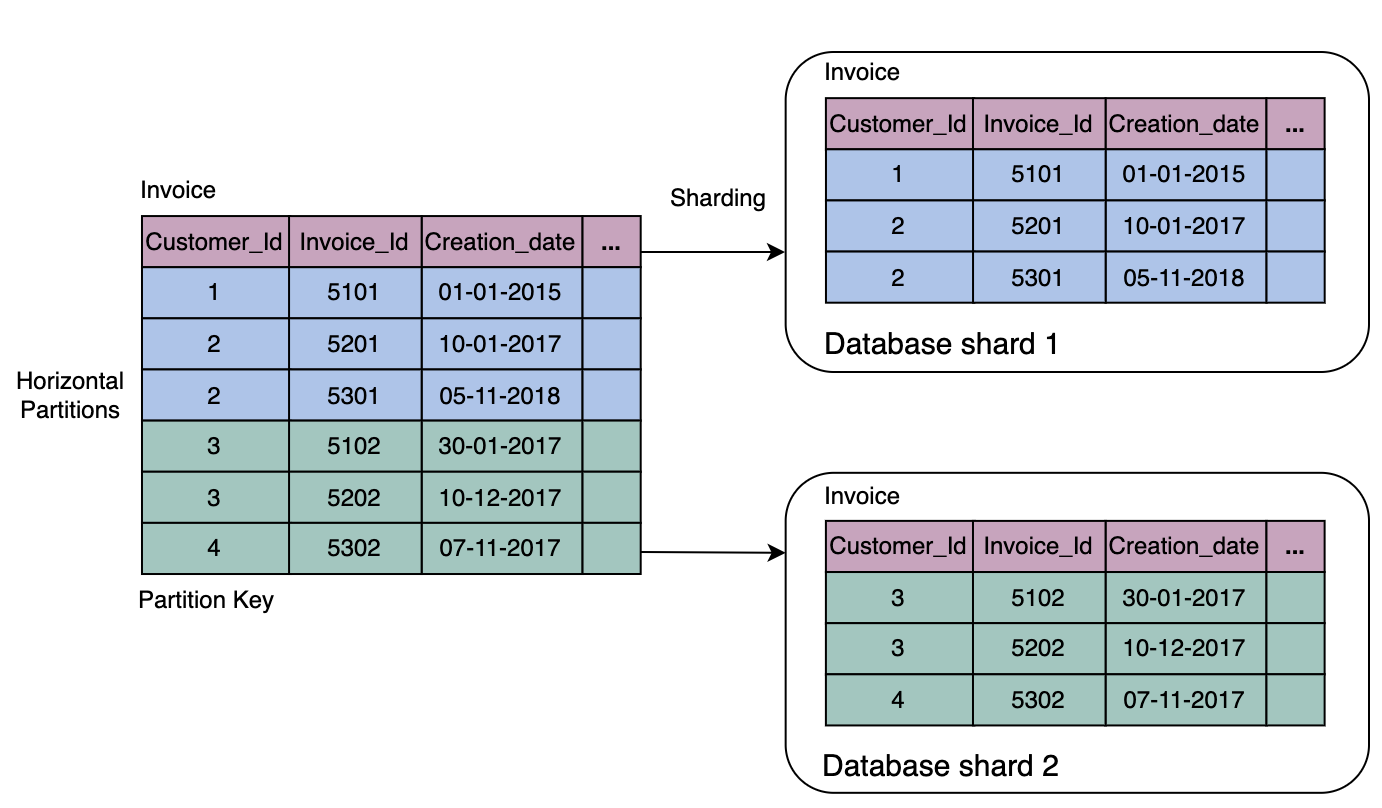 Invoice
Customer_Id Invoice_Id Creation_date ...
1 5101 01-01-2015
2 5201 10-01-2017
2 5301 05-11-2018
3 5102 30-01-2017
3 5202 10-12-2017
4 5302 07-11-2017
Horizontal
Partitions
Partition Key
Sharding
Invoice
Customer_Id Invoice_Id Creation_date ...
1 5101 01-01-2015
2 5201 10-01-2017
2 5301 05-11-2018
Database shard 1
Invoice
Customer_Id Invoice_Id Creation_date ...
3 5102 30-01-2017
3 5202 10-12-2017
4 5302 07-11-2017
Database shard 2